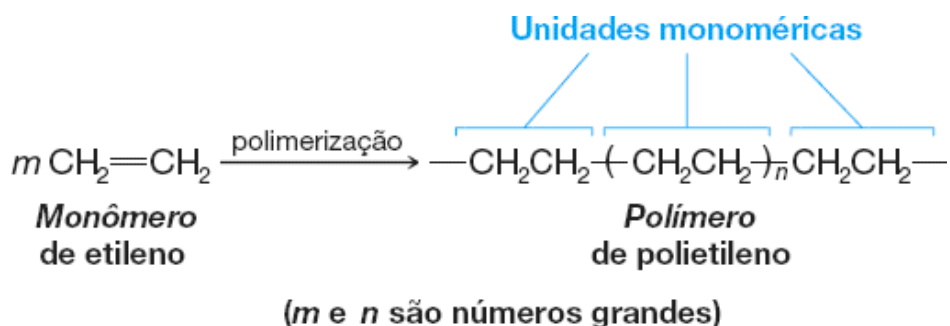 Unidades monoméricas
m CH₂=CH₂ polimerização —CH₂CH₂—(—CH₂CH₂—)ₙ—CH₂CH₂—
Monômero Polímero
de etileno de polietileno
(m e n são números grandes)